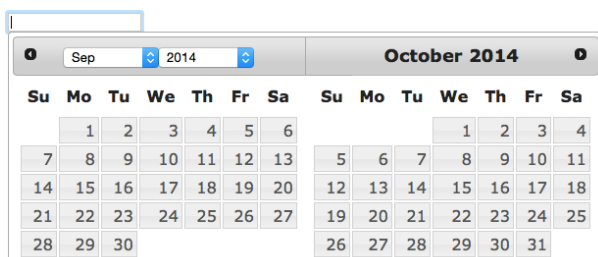 Sep 2014 October 2014
Su Mo Tu We Th Fr Sa Su Mo Tu We Th Fr Sa
1 2 3 4 5 6 1 2 3 4
7 8 9 10 11 12 13 5 6 7 8 9 10 11
14 15 16 17 18 19 20 12 13 14 15 16 17 18
21 22 23 24 25 26 27 19 20 21 22 23 24 25
28 29 30 26 27 28 29 30 31